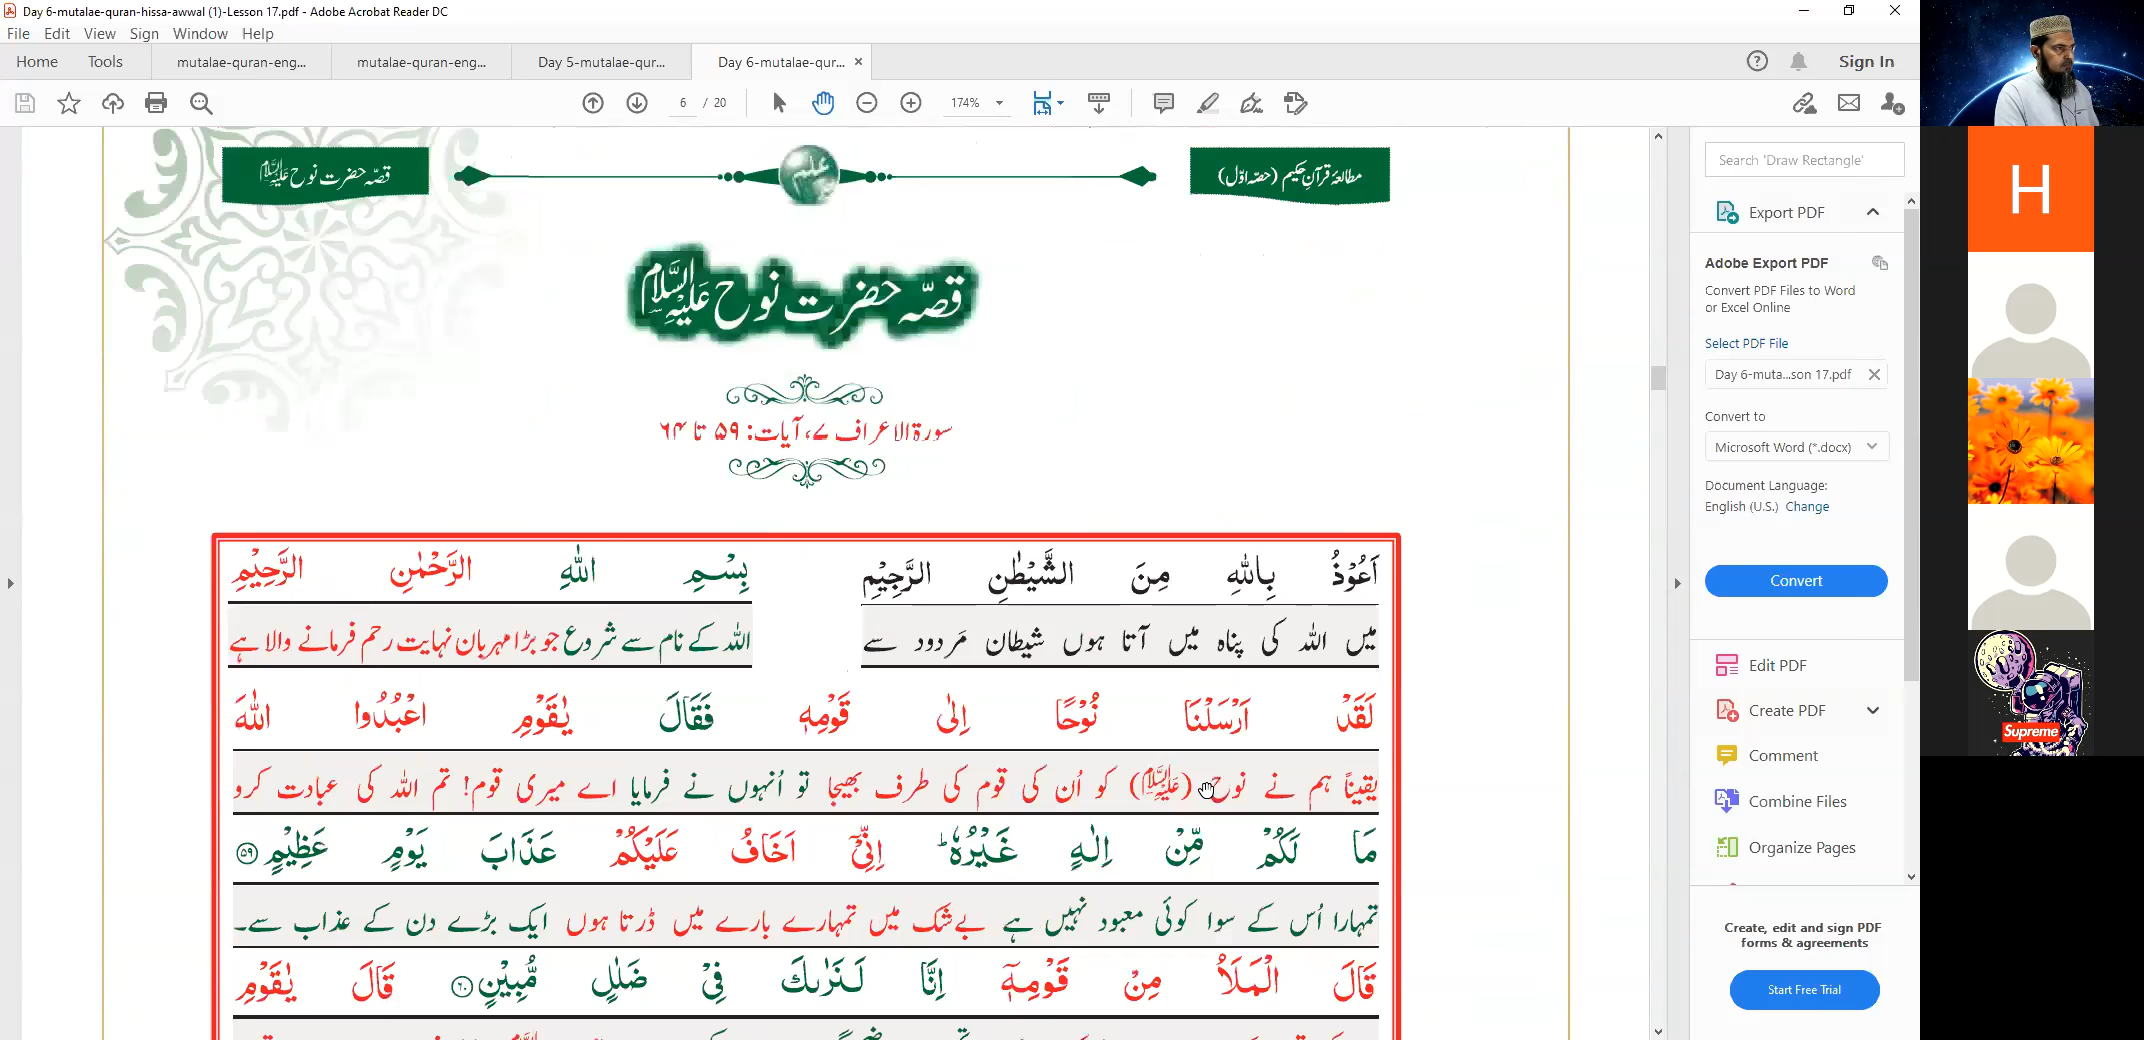 Day 6-mutalae-quran-hissa-awwal (1)-Lesson 17.pdf - Adobe Acrobat Reader DC
File Edit View Sign Window Help
Home Tools mutalae-quran-eng... mutalae-quran-eng... Day 5-mutalae-qur... Day 6-mutalae-qur... × Sign In
6 / 20 174%
مطالعۂ قرآنِ حکیم (حصّہ اوّل)
قصّہ حضرت نوح علیہ السلام
قصّہ حضرت نوح علیہ السلام
سورۃ الاعراف ۷، آیات: ۵۹ تا ۶۴
اَعُوْذُ بِاللّٰهِ مِنَ الشَّيْطٰنِ الرَّجِيْمِ بِسْمِ اللّٰهِ الرَّحْمٰنِ الرَّحِيْمِ
میں اللہ کی پناہ میں آتا ہوں شیطان مَردود سے اللہ کے نام سے شروع جو بڑا مہربان نہایت رحم فرمانے والا ہے
لَقَدْ اَرْسَلْنَا نُوْحًا اِلٰى قَوْمِهٖ فَقَالَ يٰقَوْمِ اعْبُدُوا اللّٰهَ
یقیناً ہم نے نوح (علیہ السلام) کو اُن کی قوم کی طرف بھیجا تو اُنہوں نے فرمایا اے میری قوم! تم اللہ کی عبادت کرو
مَا لَكُمْ مِّنْ اِلٰهٍ غَيْرُهٗ ؕ اِنِّيْٓ اَخَافُ عَلَيْكُمْ عَذَابَ يَوْمٍ عَظِيْمٍ ۵۹
تمہارا اُس کے سوا کوئی معبود نہیں ہے بے شک میں تمہارے بارے میں ڈرتا ہوں ایک بڑے دن کے عذاب سے۔
قَالَ الْمَلَاُ مِنْ قَوْمِهٖٓ اِنَّا لَنَرٰىكَ فِيْ ضَلٰلٍ مُّبِيْنٍ ۶۰ قَالَ يٰقَوْمِ
Search 'Draw Rectangle'
Export PDF
Adobe Export PDF
Convert PDF Files to Word
or Excel Online
Select PDF File
Day 6-muta...son 17.pdf
Convert to
Microsoft Word (*.docx)
Document Language:
English (U.S.) Change
Convert
Edit PDF
Create PDF
Comment
Combine Files
Organize Pages
Create, edit and sign PDF
forms & agreements
Start Free Trial
H
Supreme